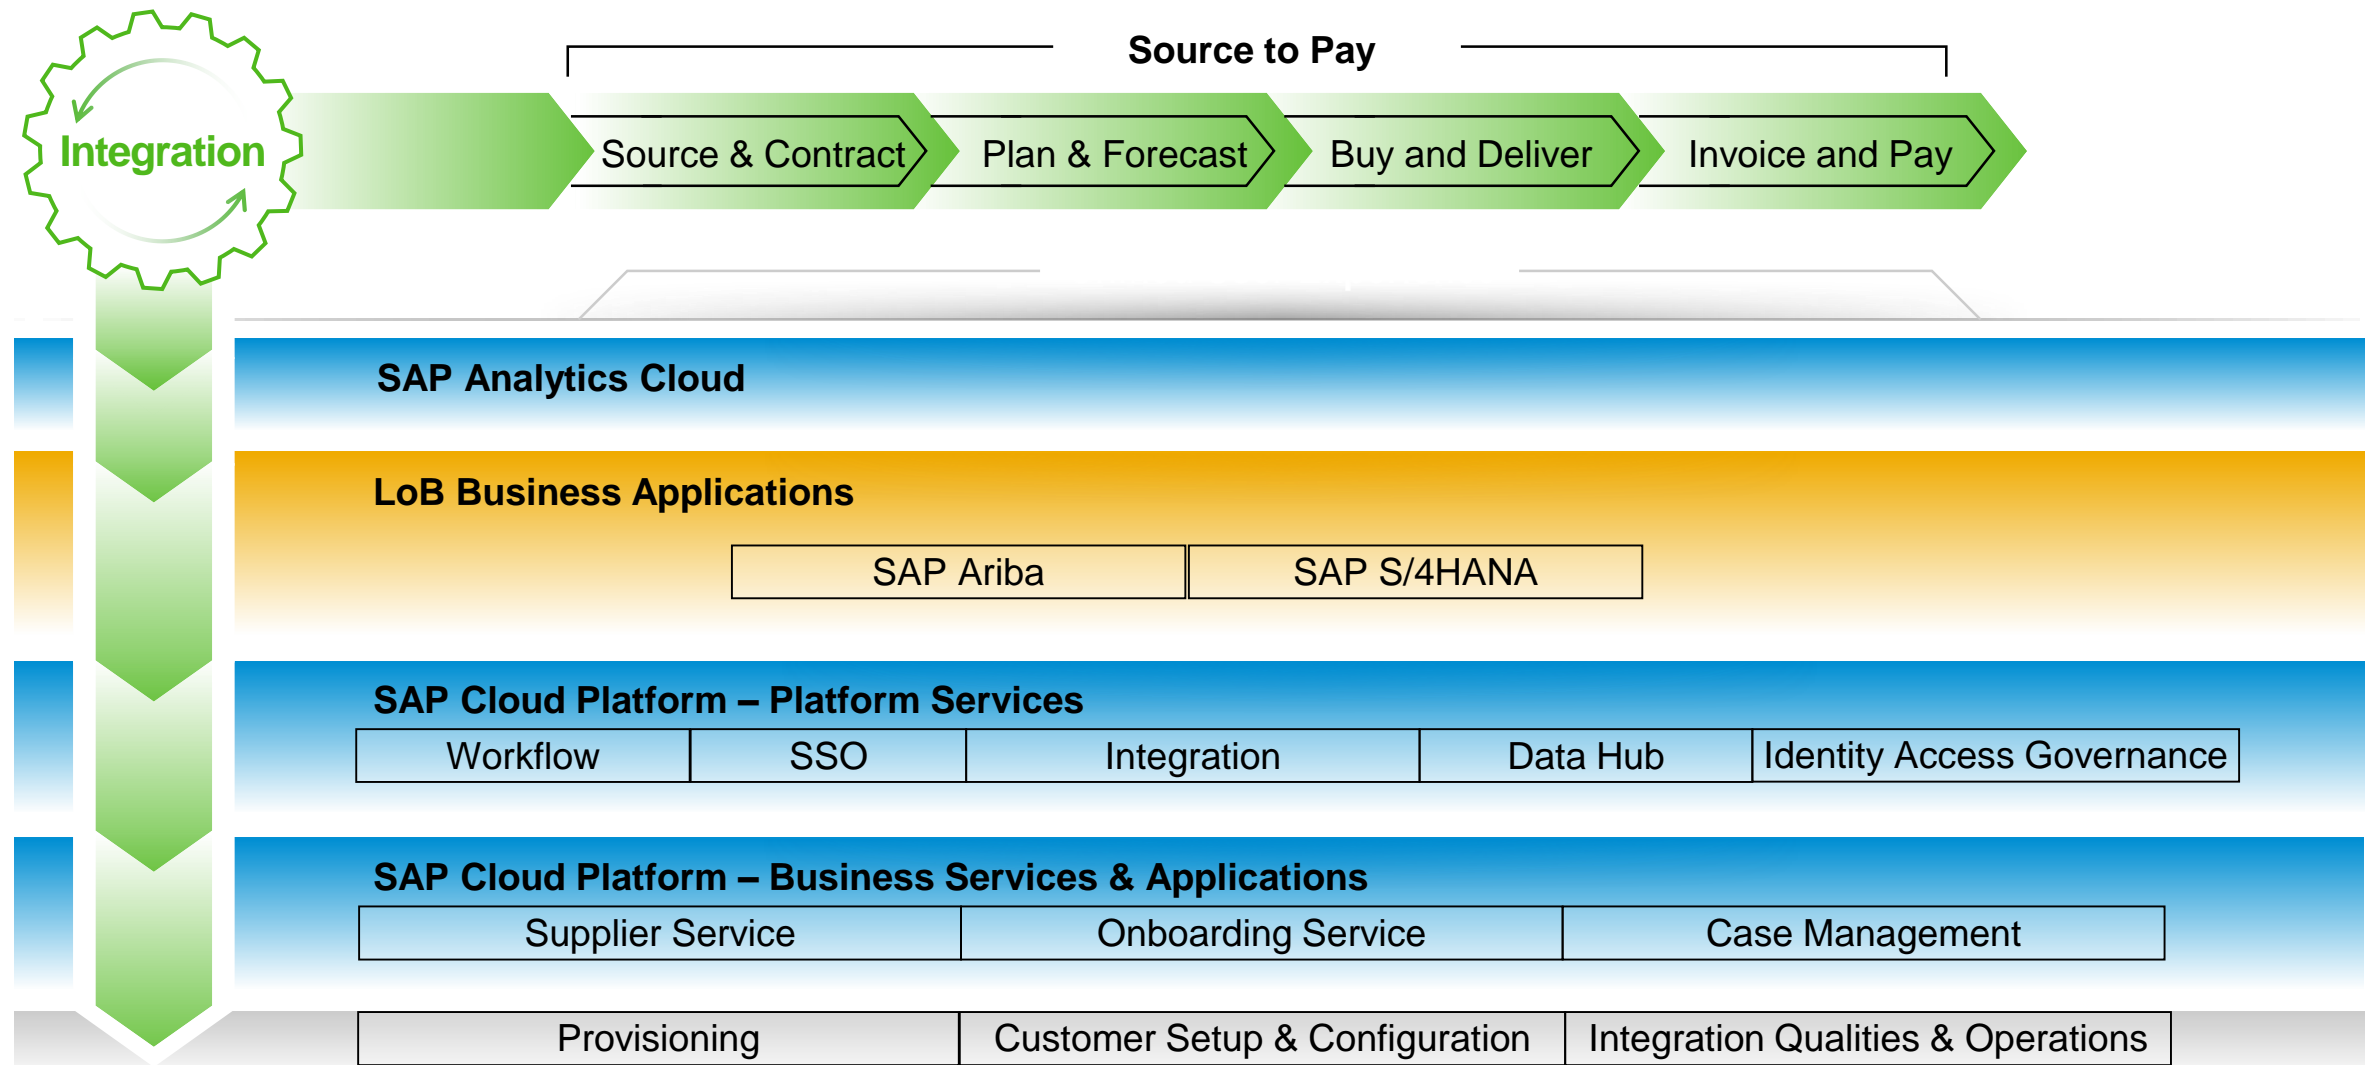 Source to Pay
Integration
Source & Contract
Plan & Forecast
Buy and Deliver
Invoice and Pay
SAP Analytics Cloud
LoB Business Applications
SAP Ariba
SAP S/4HANA
SAP Cloud Platform – Platform Services
Workflow
SSO
Integration
Data Hub
Identity Access Governance
SAP Cloud Platform – Business Services & Applications
Supplier Service
Onboarding Service
Case Management
Provisioning
Customer Setup & Configuration
Integration Qualities & Operations